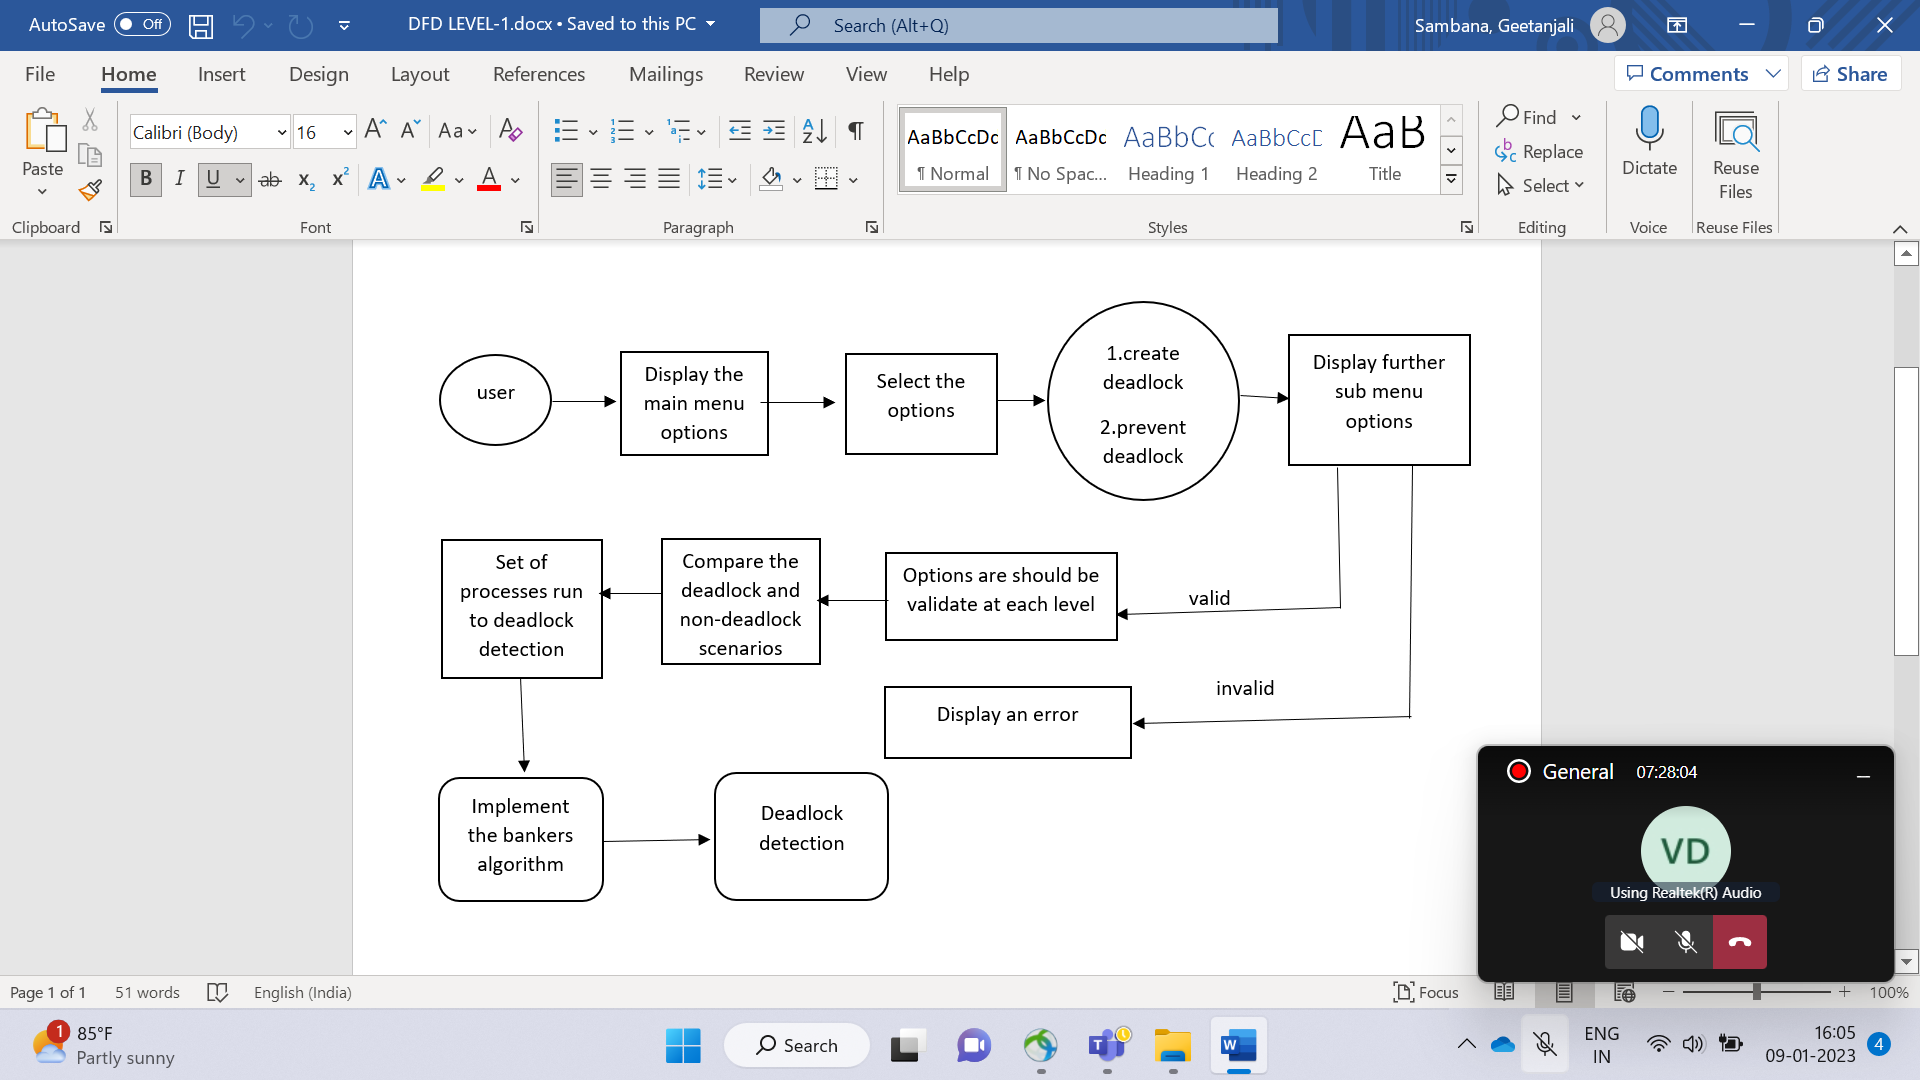 AutoSave Off
DFD LEVEL-1.docx • Saved to this PC
Search (Alt+Q)
Sambana, Geetanjali
File Home Insert Design Layout References Mailings Review View Help
Comments Share
Paste
Clipboard
Calibri (Body) 16
Font
Paragraph
AaBbCcDc AaBbCcDc AaBbC AaBbCcD AaB
¶ Normal ¶ No Spac... Heading 1 Heading 2 Title
Styles
Find
Replace
Select
Editing
Dictate
Voice
Reuse
Files
Reuse Files
user
Display the
main menu
options
Select the
options
1.create
deadlock
2.prevent
deadlock
Display further
sub menu
options
Set of
processes run
to deadlock
detection
Compare the
deadlock and
non-deadlock
scenarios
Options are should be
validate at each level
valid
invalid
Display an error
Implement
the bankers
algorithm
Deadlock
detection
General 07:28:04
VD
Using Realtek(R) Audio
Page 1 of 1 51 words English (India)
Focus
100%
1
85°F
Partly sunny
Search
ENG
IN
16:05
09-01-2023
4